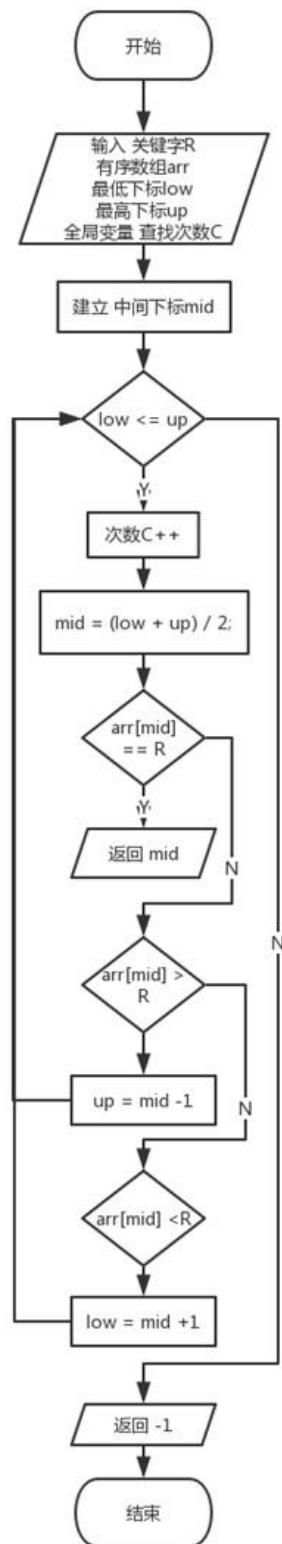 开始
输入 关键字R
有序数组arr
最低下标low
最高下标up
全局变量 查找次数C
建立 中间下标mid
low <= up
Y
次数C++
mid = (low + up) / 2;
arr[mid]
== R
Y
返回 mid
N
N
arr[mid] >
R
up = mid -1
N
arr[mid] <R
low = mid +1
返回 -1
结束